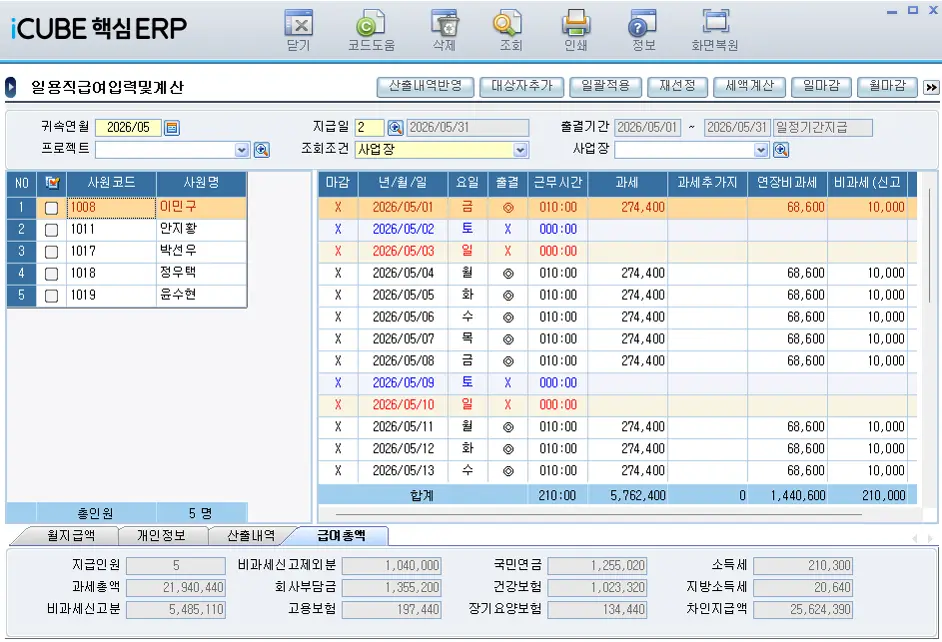 iCUBE 핵심ERP
닫기 코드도움 삭제 조회 인쇄 정보 화면복원
일용직급여입력및계산 산출내역반영 대상자추가 일괄적용 재선정 세액계산 일마감 월마감
귀속연월 2026/05 지급일 2 2026/05/31 출결기간 2026/05/01 ~ 2026/05/31 일정기간지급
프로젝트 조회조건 사업장 사업장
NO 사원코드 사원명
1 1008 이민구
2 1011 안지황
3 1017 박선우
4 1018 정우택
5 1019 윤수현
총인원 5 명
마감 년/월/일 요일 출결 근무시간 과세 과세추가지 연장비과세 비과세(신고
X 2026/05/01 금 ◎ 010:00 274,400 68,600 10,000
X 2026/05/02 토 X 000:00
X 2026/05/03 일 X 000:00
X 2026/05/04 월 ◎ 010:00 274,400 68,600 10,000
X 2026/05/05 화 ◎ 010:00 274,400 68,600 10,000
X 2026/05/06 수 ◎ 010:00 274,400 68,600 10,000
X 2026/05/07 목 ◎ 010:00 274,400 68,600 10,000
X 2026/05/08 금 ◎ 010:00 274,400 68,600 10,000
X 2026/05/09 토 X 000:00
X 2026/05/10 일 X 000:00
X 2026/05/11 월 ◎ 010:00 274,400 68,600 10,000
X 2026/05/12 화 ◎ 010:00 274,400 68,600 10,000
X 2026/05/13 수 ◎ 010:00 274,400 68,600 10,000
합계 210:00 5,762,400 0 1,440,600 210,000
월지급액 개인정보 산출내역 급여총액
지급인원 5 비과세신고제외분 1,040,000 국민연금 1,255,020 소득세 210,300
과세총액 21,940,440 회사부담금 1,355,200 건강보험 1,023,320 지방소득세 20,640
비과세신고분 5,485,110 고용보험 197,440 장기요양보험 134,440 차인지급액 25,624,390